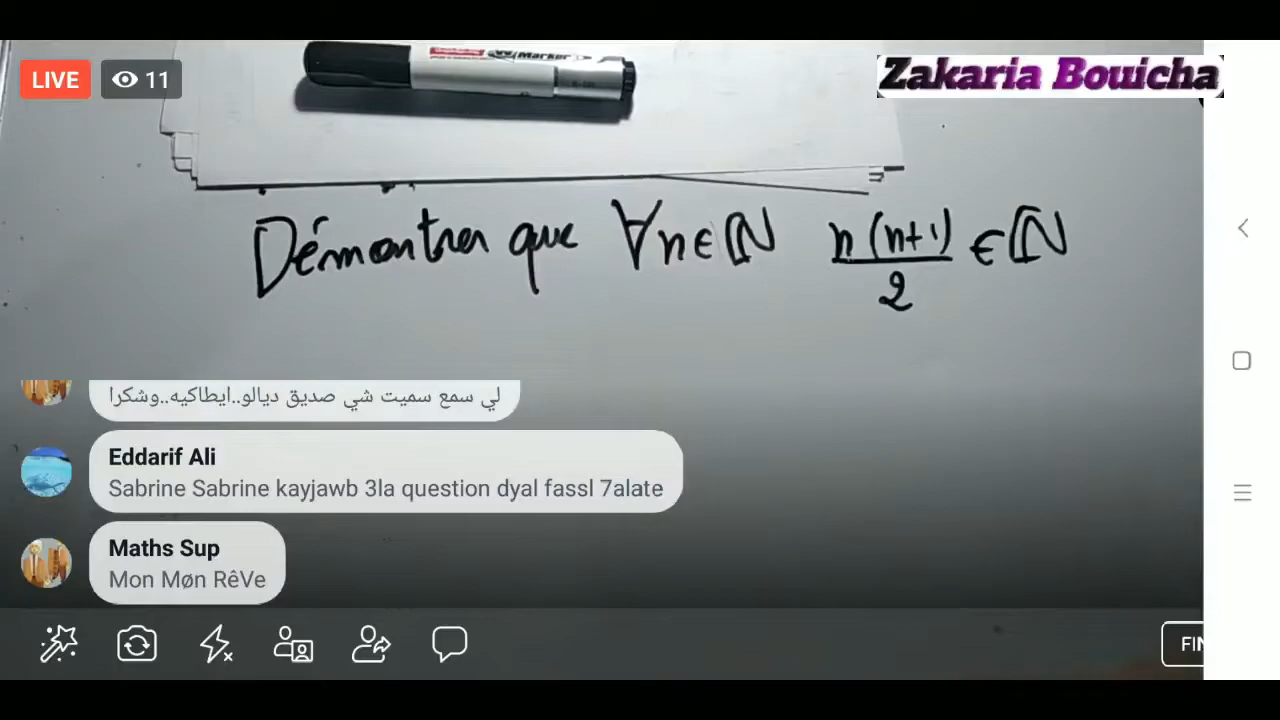 LIVE
11
Zakaria Bouicha
Marker
Démontrer que ∀n∈ℕ n(n+1)/2 ∈ ℕ
لي سمع سميت شي صديق ديالو..ايطاكيه..وشكرا
Eddarif Ali
Sabrine Sabrine kayjawb 3la question dyal fassl 7alate
Maths Sup
Mon Møn RêVe
FIN